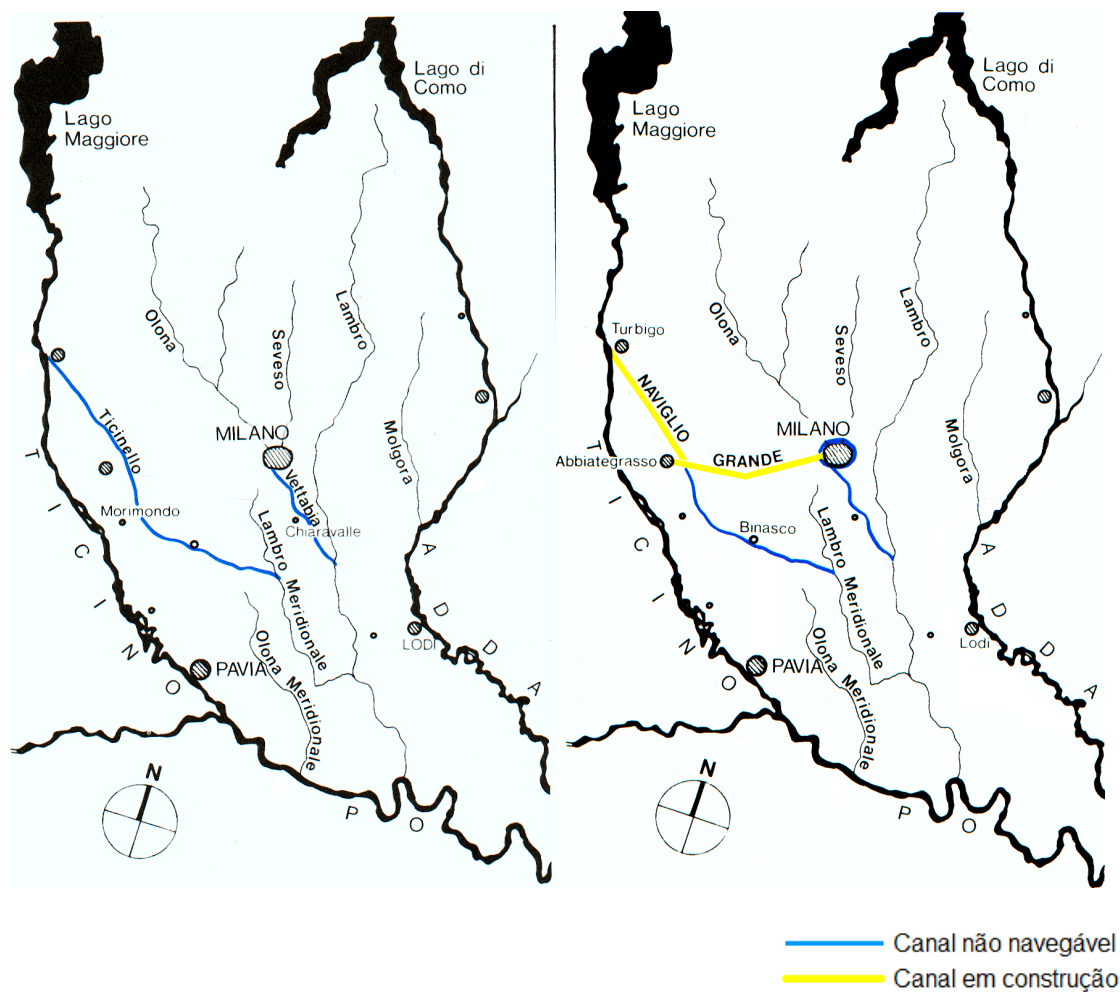 Lago di
Como
Lago
Maggiore
Olona
Seveso
Lambro
Ticinello
MILANO
Molgora
Vettabia
Morimondo
Chiaravalle
Lambro Meridionale
TICINO
ADDA
LODI
Olona Meridionale
PAVIA
N
PO
Lago di
Como
Lago
Maggiore
Olona
Seveso
Lambro
Turbigo
NAVIGLIO
MILANO
Abbiategrasso
GRANDE
Molgora
Binasco
Lambro Meridionale
TICINO
ADDA
Lodi
Olona Meridionale
PAVIA
N
PO
Canal não navegável
Canal em construção